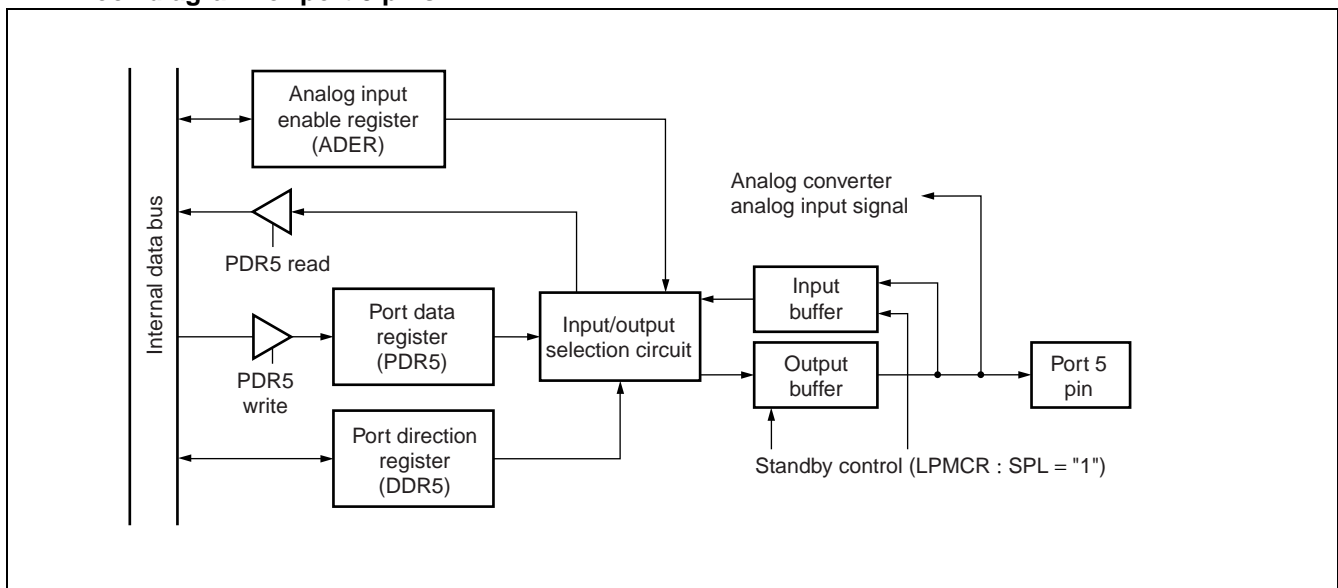 Internal data bus
Analog input
enable register
(ADER)
PDR5 read
Port data
register
(PDR5)
PDR5
write
Port direction
register
(DDR5)
Input/output
selection circuit
Analog converter
analog input signal
Input
buffer
Output
buffer
Port 5
pin
Standby control (LPMCR : SPL = "1")